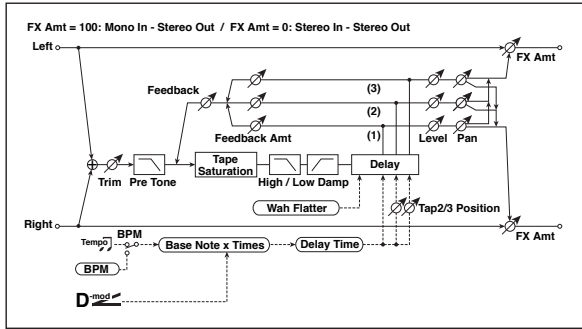 FX Amt = 100: Mono In - Stereo Out / FX Amt = 0: Stereo In - Stereo Out
Left
FX Amt
Feedback
(3)
(2)
(1)
Feedback Amt
Level
Pan
Trim
Pre Tone
Tape
Saturation
High / Low Damp
Delay
Wah Flatter
Tap2/3 Position
Right
FX Amt
Tempo
BPM
Base Note x Times
Delay Time
BPM
D-mod